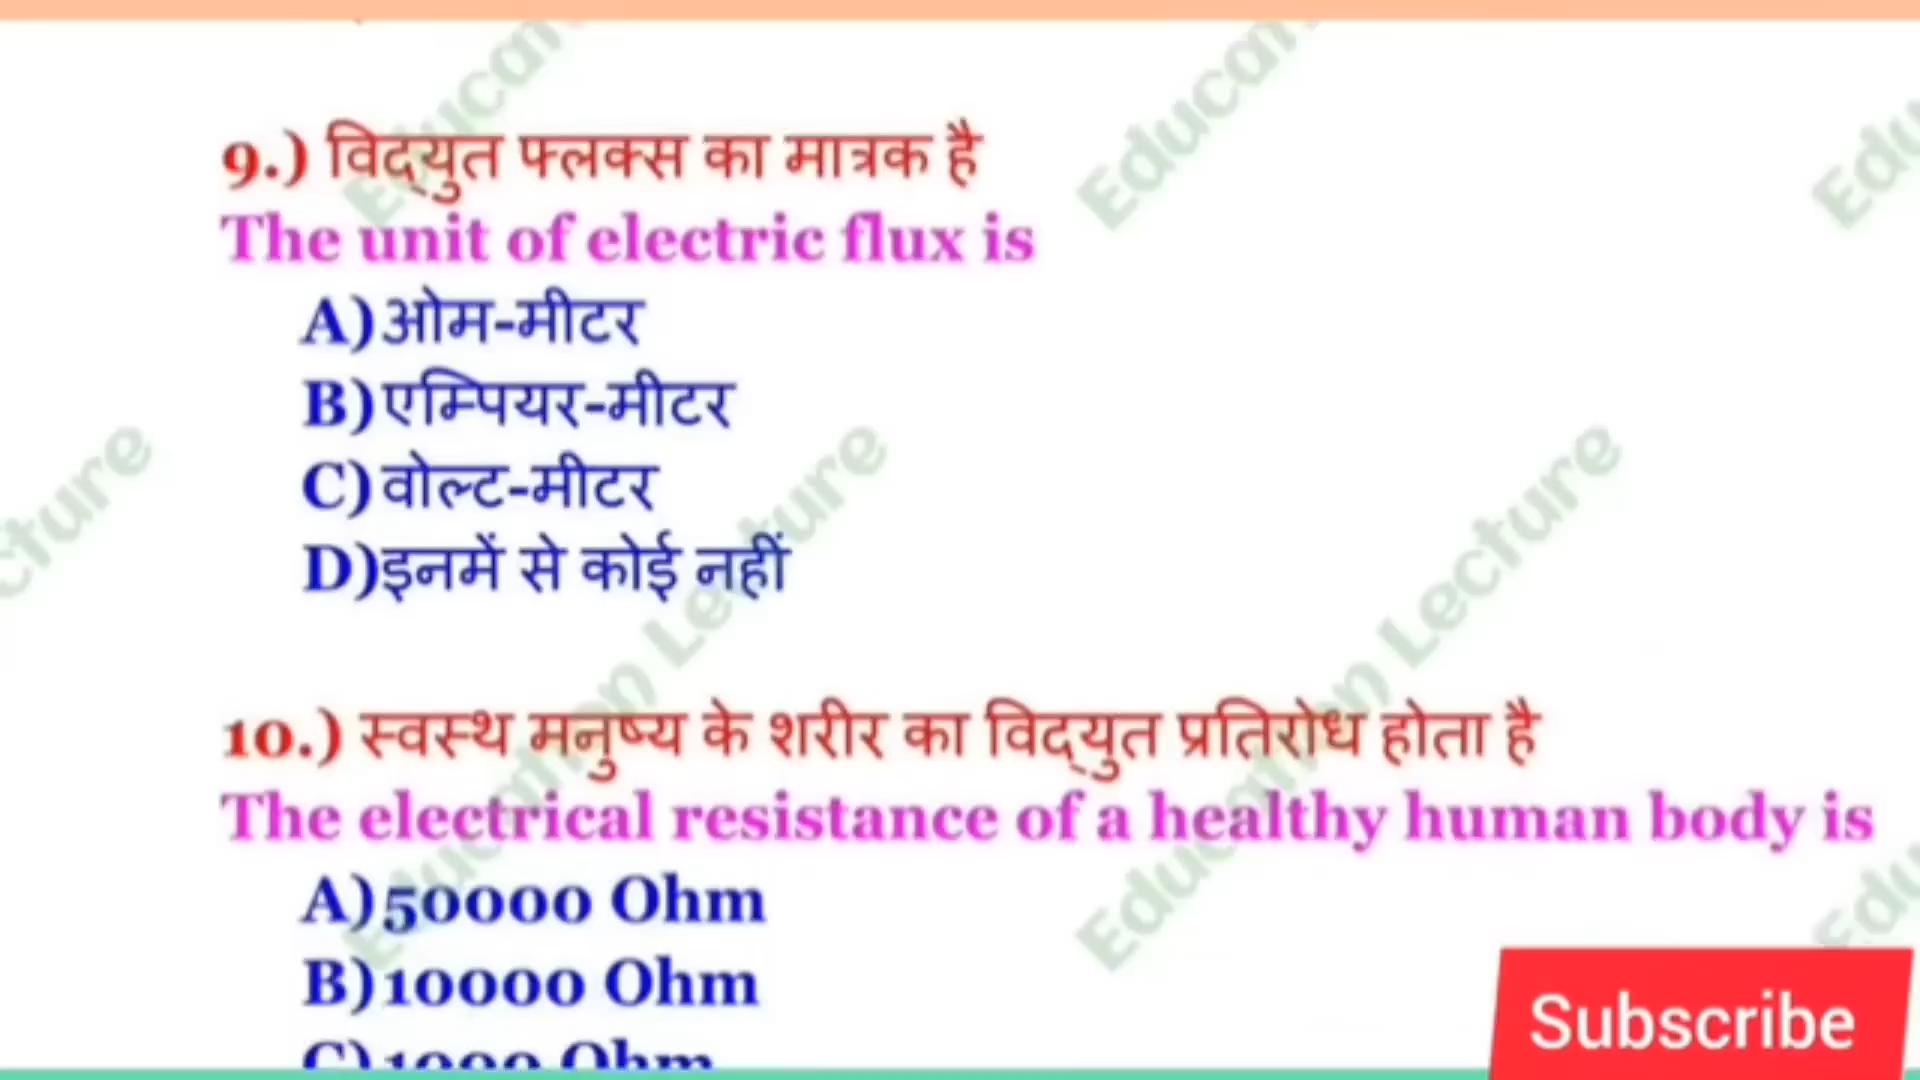 9.) विद्युत फ्लक्स का मात्रक है
The unit of electric flux is
A)ओम-मीटर
B)एम्पियर-मीटर
C)वोल्ट-मीटर
D)इनमें से कोई नहीं
10.) स्वस्थ मनुष्य के शरीर का विद्युत प्रतिरोध होता है
The electrical resistance of a healthy human body is
A)50000 Ohm
B)10000 Ohm
C)1000 Ohm
Subscribe
Education Lecture
Education Lecture